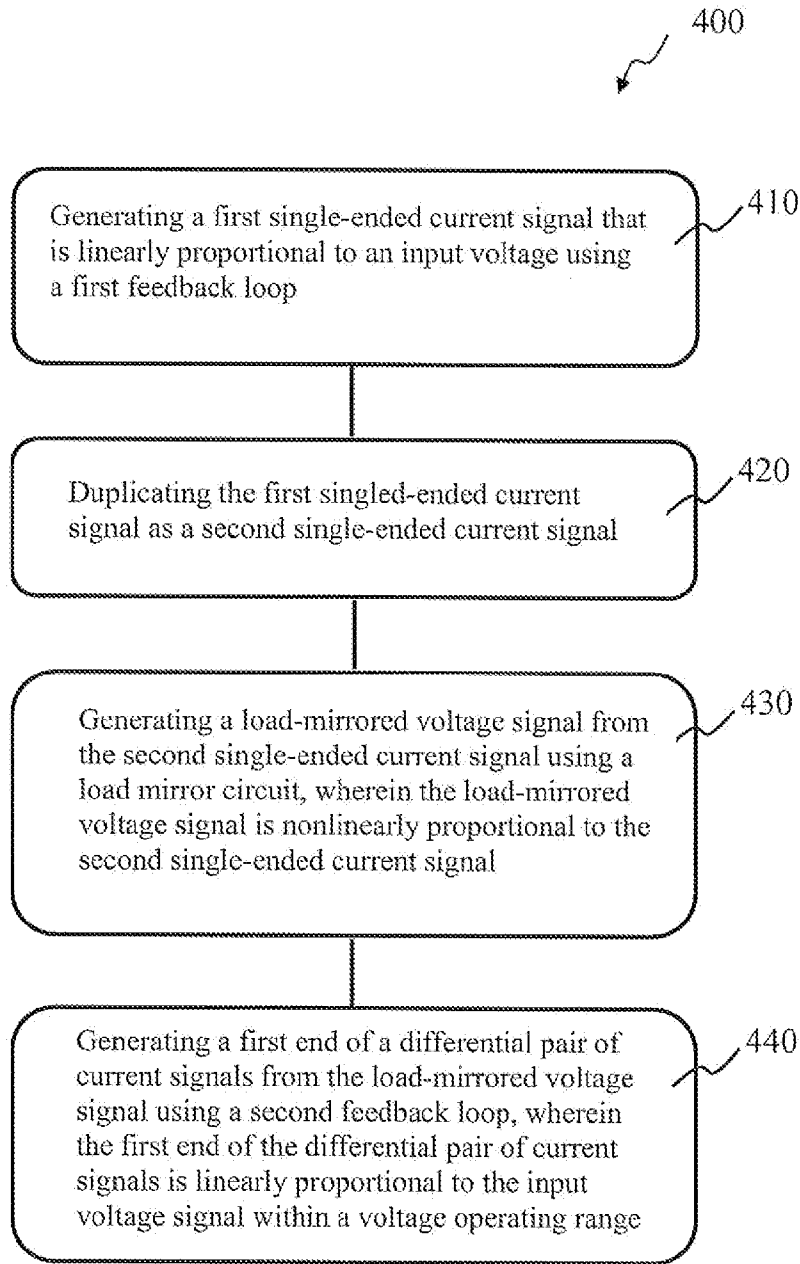 400
Generating a first single-ended current signal that
is linearly proportional to an input voltage using
a first feedback loop
410
Duplicating the first singled-ended current
signal as a second single-ended current signal
420
Generating a load-mirrored voltage signal from
the second single-ended current signal using a
load mirror circuit, wherein the load-mirrored
voltage signal is nonlinearly proportional to the
second single-ended current signal
430
Generating a first end of a differential pair of
current signals from the load-mirrored voltage
signal using a second feedback loop, wherein
the first end of the differential pair of current
signals is linearly proportional to the input
voltage signal within a voltage operating range
440